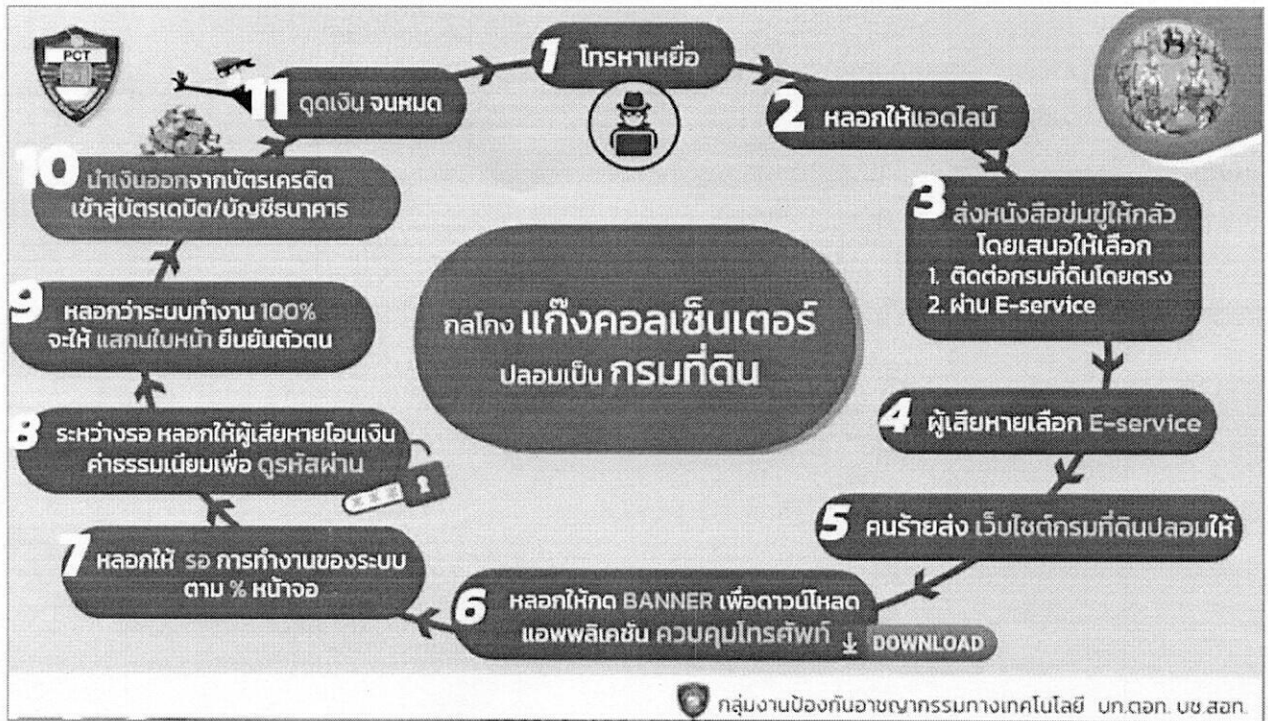 PCT
1 โทรหาเหยื่อ
2 หลอกให้แอดไลน์
3 ส่งหนังสือข่มขู่ให้กลัว
โดยเสนอให้เลือก
1. ติดต่อกรมที่ดินโดยตรง
2. ผ่าน E-service
4 ผู้เสียหายเลือก E-service
5 คนร้ายส่ง เว็บไซต์กรมที่ดินปลอมให้
6 หลอกให้กด BANNER เพื่อดาวน์โหลด
แอพพลิเคชัน ควบคุมโทรศัพท์
DOWNLOAD
7 หลอกให้ รอ การทำงานของระบบ
ตาม % หน้าจอ
8 ระหว่างรอ หลอกให้ผู้เสียหายโอนเงิน
ค่าธรรมเนียมเพื่อ ดูรหัสผ่าน
9 หลอกว่าระบบทำงาน 100%
จะให้ แสกนใบหน้า ยืนยันตัวตน
10 นำเงินออกจากบัตรเครดิต
เข้าสู่บัตรเดบิต/บัญชีธนาคาร
11 ดูดเงิน จนหมด
กลโกง แก๊งคอลเซ็นเตอร์
ปลอมเป็น กรมที่ดิน
กลุ่มงานป้องกันอาชญากรรมทางเทคโนโลยี บก.ตอท. บช.สอท.